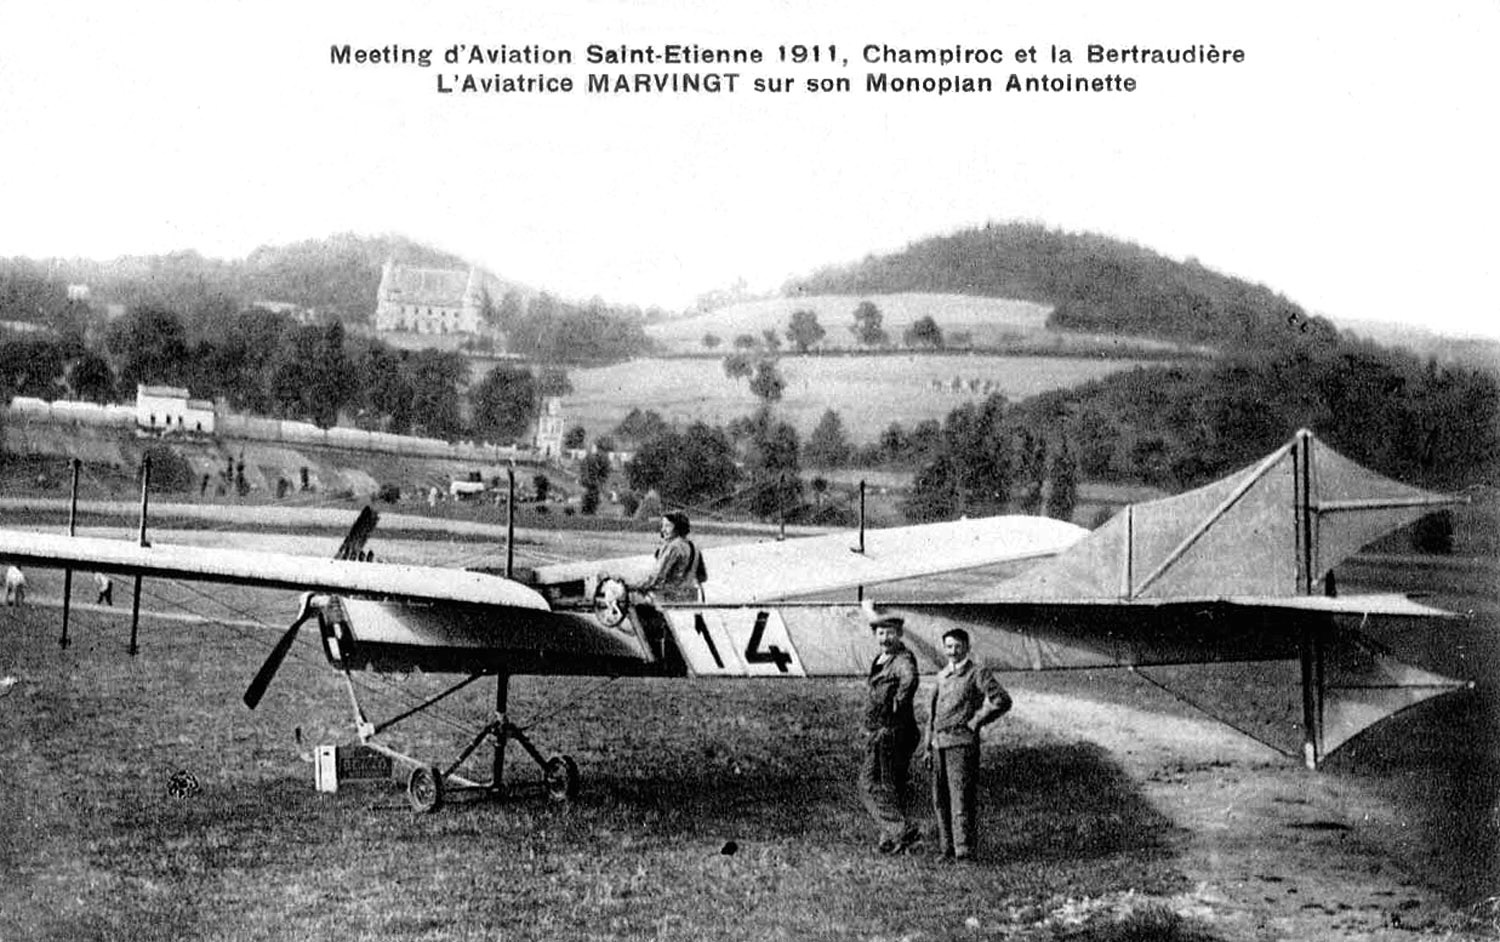 Meeting d'Aviation Saint-Etienne 1911, Champiroc et la Bertraudière
L'Aviatrice MARVINGT sur son Monoplan Antoinette
14